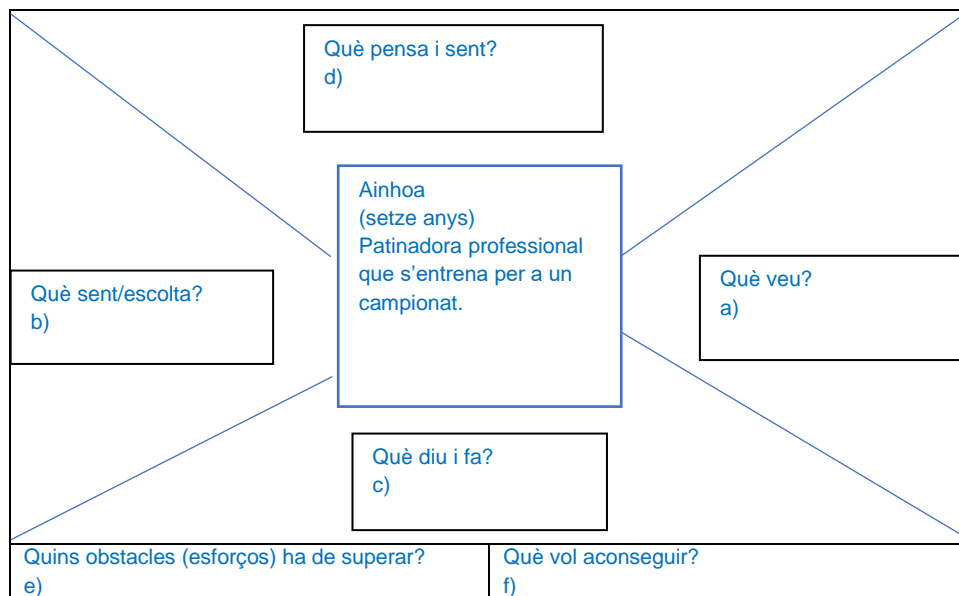 Què pensa i sent?
d)
Ainhoa
(setze anys)
Patinadora professional
que s’entrena per a un
campionat.
Què sent/escolta?
b)
Què veu?
a)
Què diu i fa?
c)
Quins obstacles (esforços) ha de superar?
e)
Què vol aconseguir?
f)